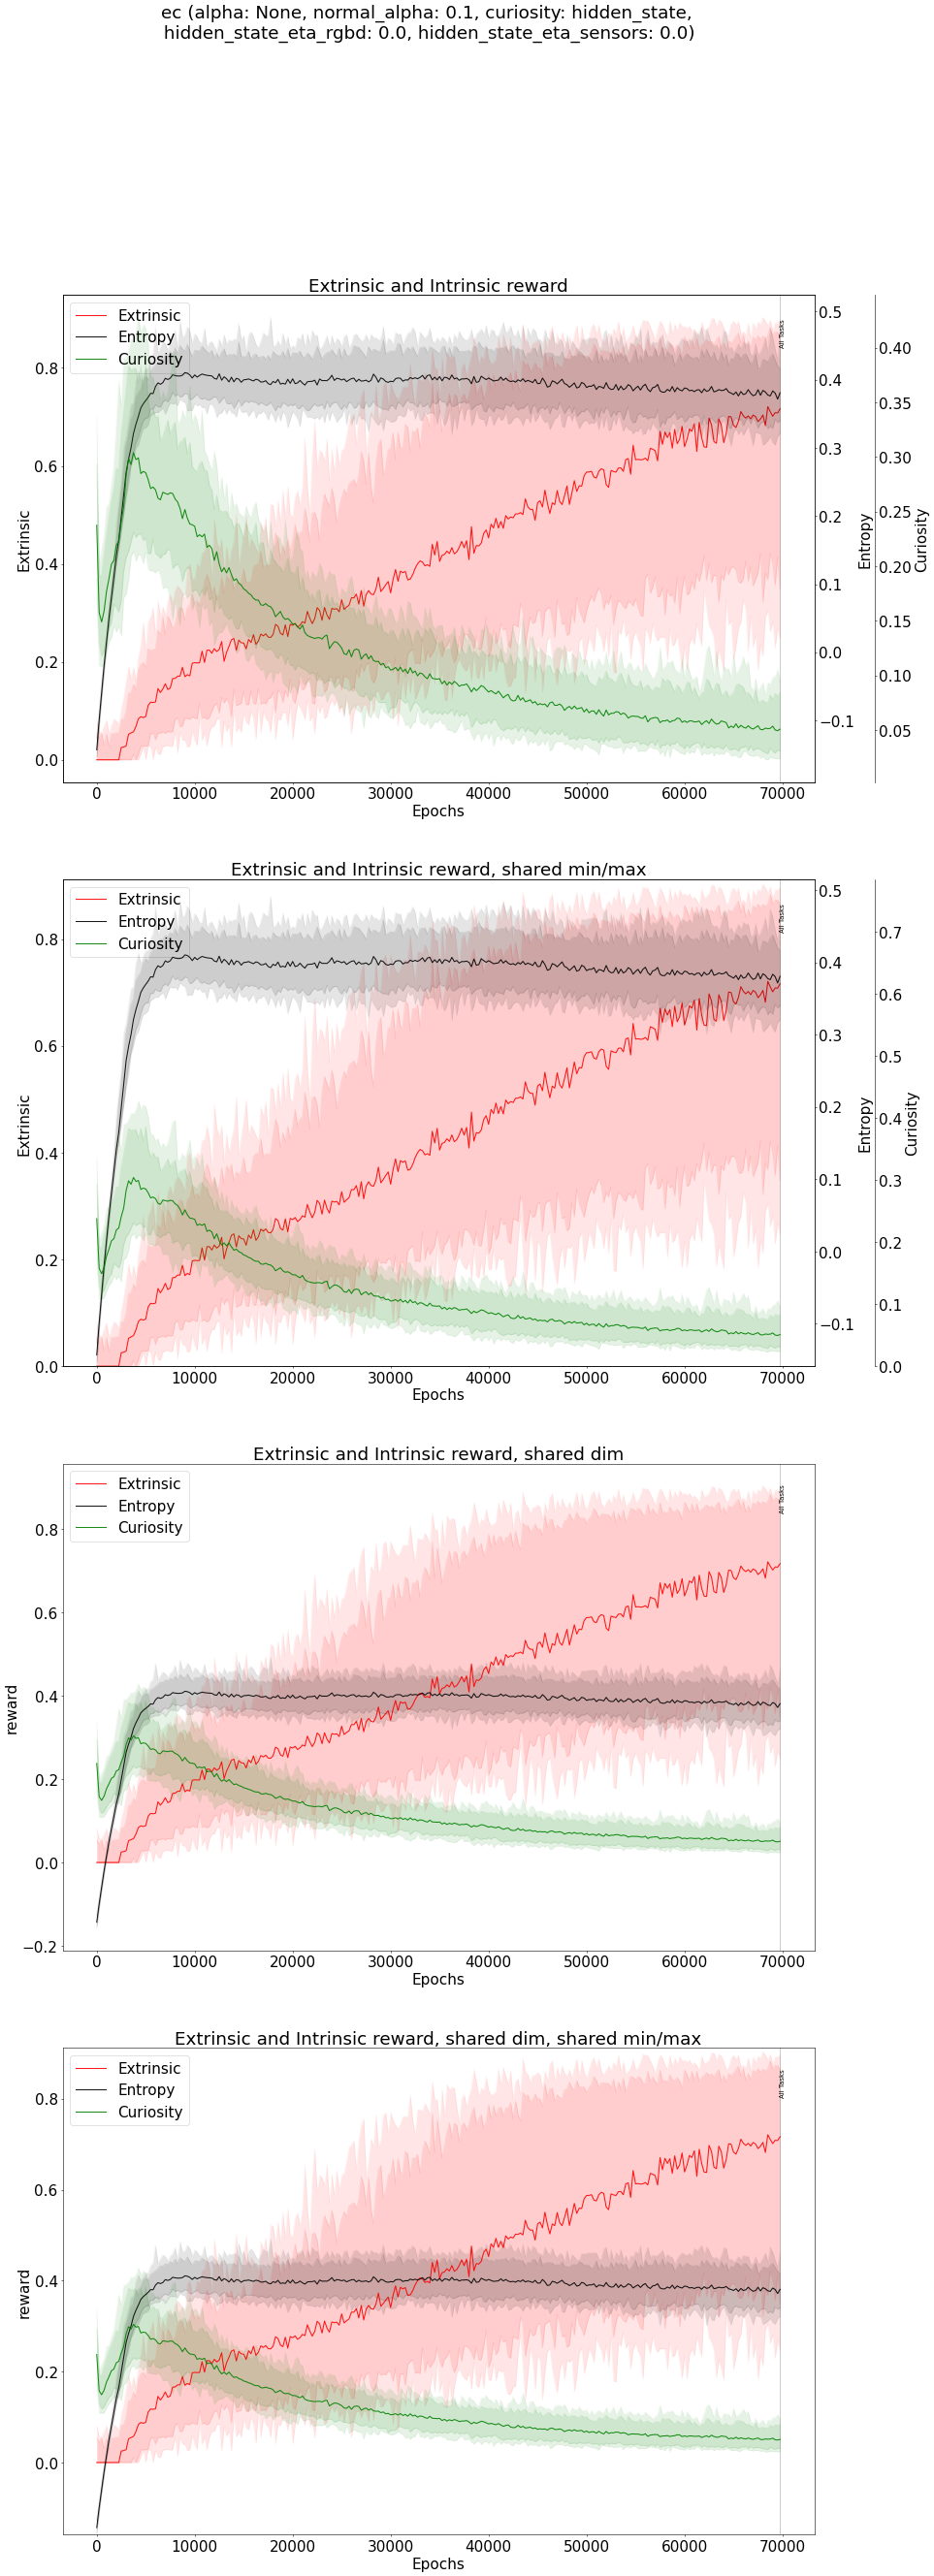 ec (alpha: None, normal_alpha: 0.1, curiosity: hidden_state,
hidden_state_eta_rgbd: 0.0, hidden_state_eta_sensors: 0.0)
Extrinsic and Intrinsic reward
Extrinsic
Entropy
Curiosity
All Tasks
0.8
0.6
0.4
0.2
0.0
Extrinsic
0.5
0.4
0.3
0.2
0.1
0.0
−0.1
Entropy
0.40
0.35
0.30
0.25
0.20
0.15
0.10
0.05
Curiosity
0 10000 20000 30000 40000 50000 60000 70000
Epochs
Extrinsic and Intrinsic reward, shared min/max
Extrinsic
Entropy
Curiosity
All Tasks
0.8
0.6
0.4
0.2
0.0
Extrinsic
0.5
0.4
0.3
0.2
0.1
0.0
−0.1
Entropy
0.7
0.6
0.5
0.4
0.3
0.2
0.1
0.0
Curiosity
0 10000 20000 30000 40000 50000 60000 70000
Epochs
Extrinsic and Intrinsic reward, shared dim
Extrinsic
Entropy
Curiosity
All Tasks
0.8
0.6
0.4
0.2
0.0
−0.2
reward
0 10000 20000 30000 40000 50000 60000 70000
Epochs
Extrinsic and Intrinsic reward, shared dim, shared min/max
Extrinsic
Entropy
Curiosity
All Tasks
0.8
0.6
0.4
0.2
0.0
reward
0 10000 20000 30000 40000 50000 60000 70000
Epochs